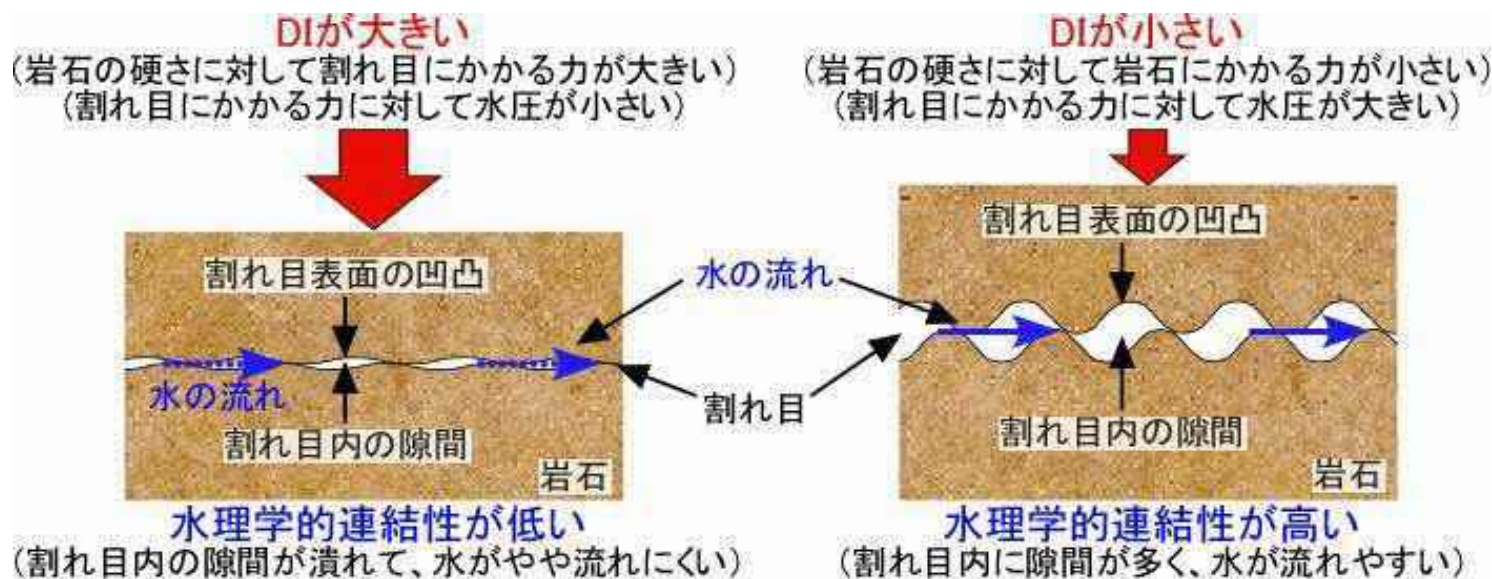 DIが大きい
(岩石の硬さに対して割れ目にかかる力が大きい)
(割れ目にかかる力に対して水圧が小さい)
割れ目表面の凹凸
水の流れ
割れ目内の隙間
岩石
水理学的連結性が低い
(割れ目内の隙間が潰れて、水がやや流れにくい)
水の流れ
割れ目
DIが小さい
(岩石の硬さに対して岩石にかかる力が小さい)
(割れ目にかかる力に対して水圧が大きい)
割れ目表面の凹凸
割れ目内の隙間
岩石
水理学的連結性が高い
(割れ目内に隙間が多く、水が流れやすい)